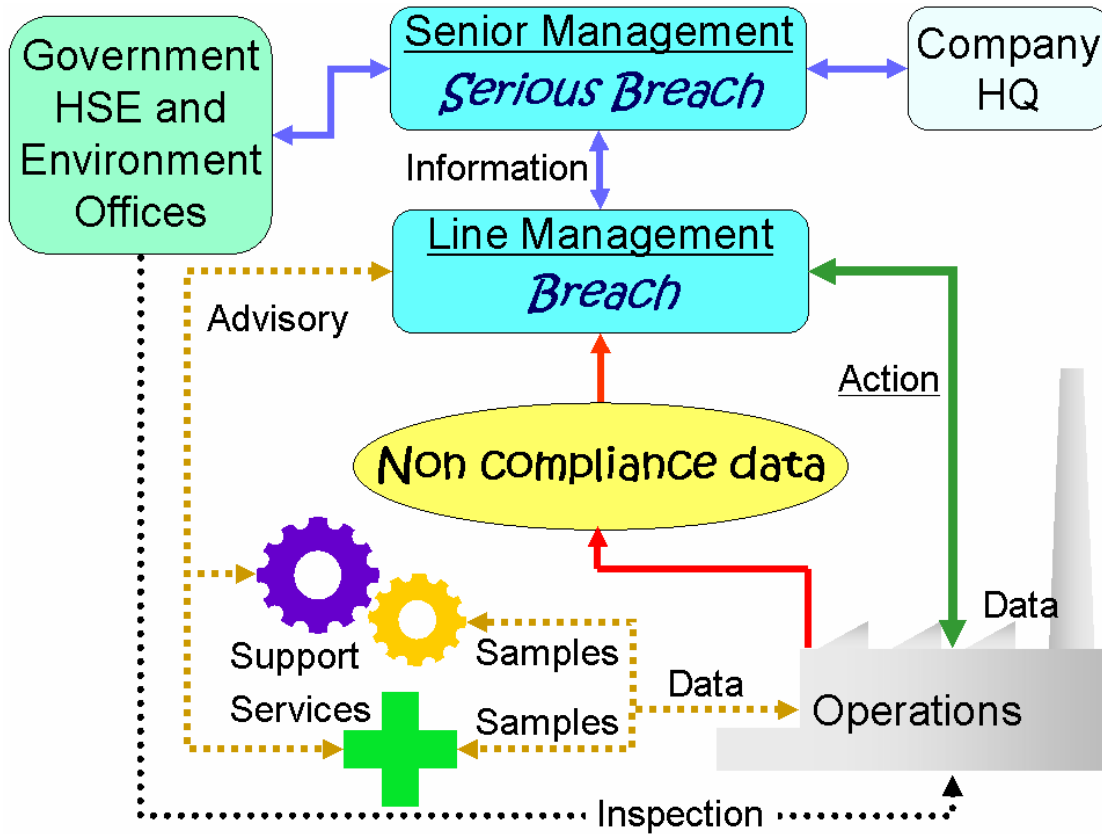 Government
HSE and
Environment
Offices
Senior Management
Serious Breach
Company
HQ
Information
Line Management
Breach
Advisory
Action
Non compliance data
Data
Support
Services
Samples
Samples
Data
Operations
Inspection